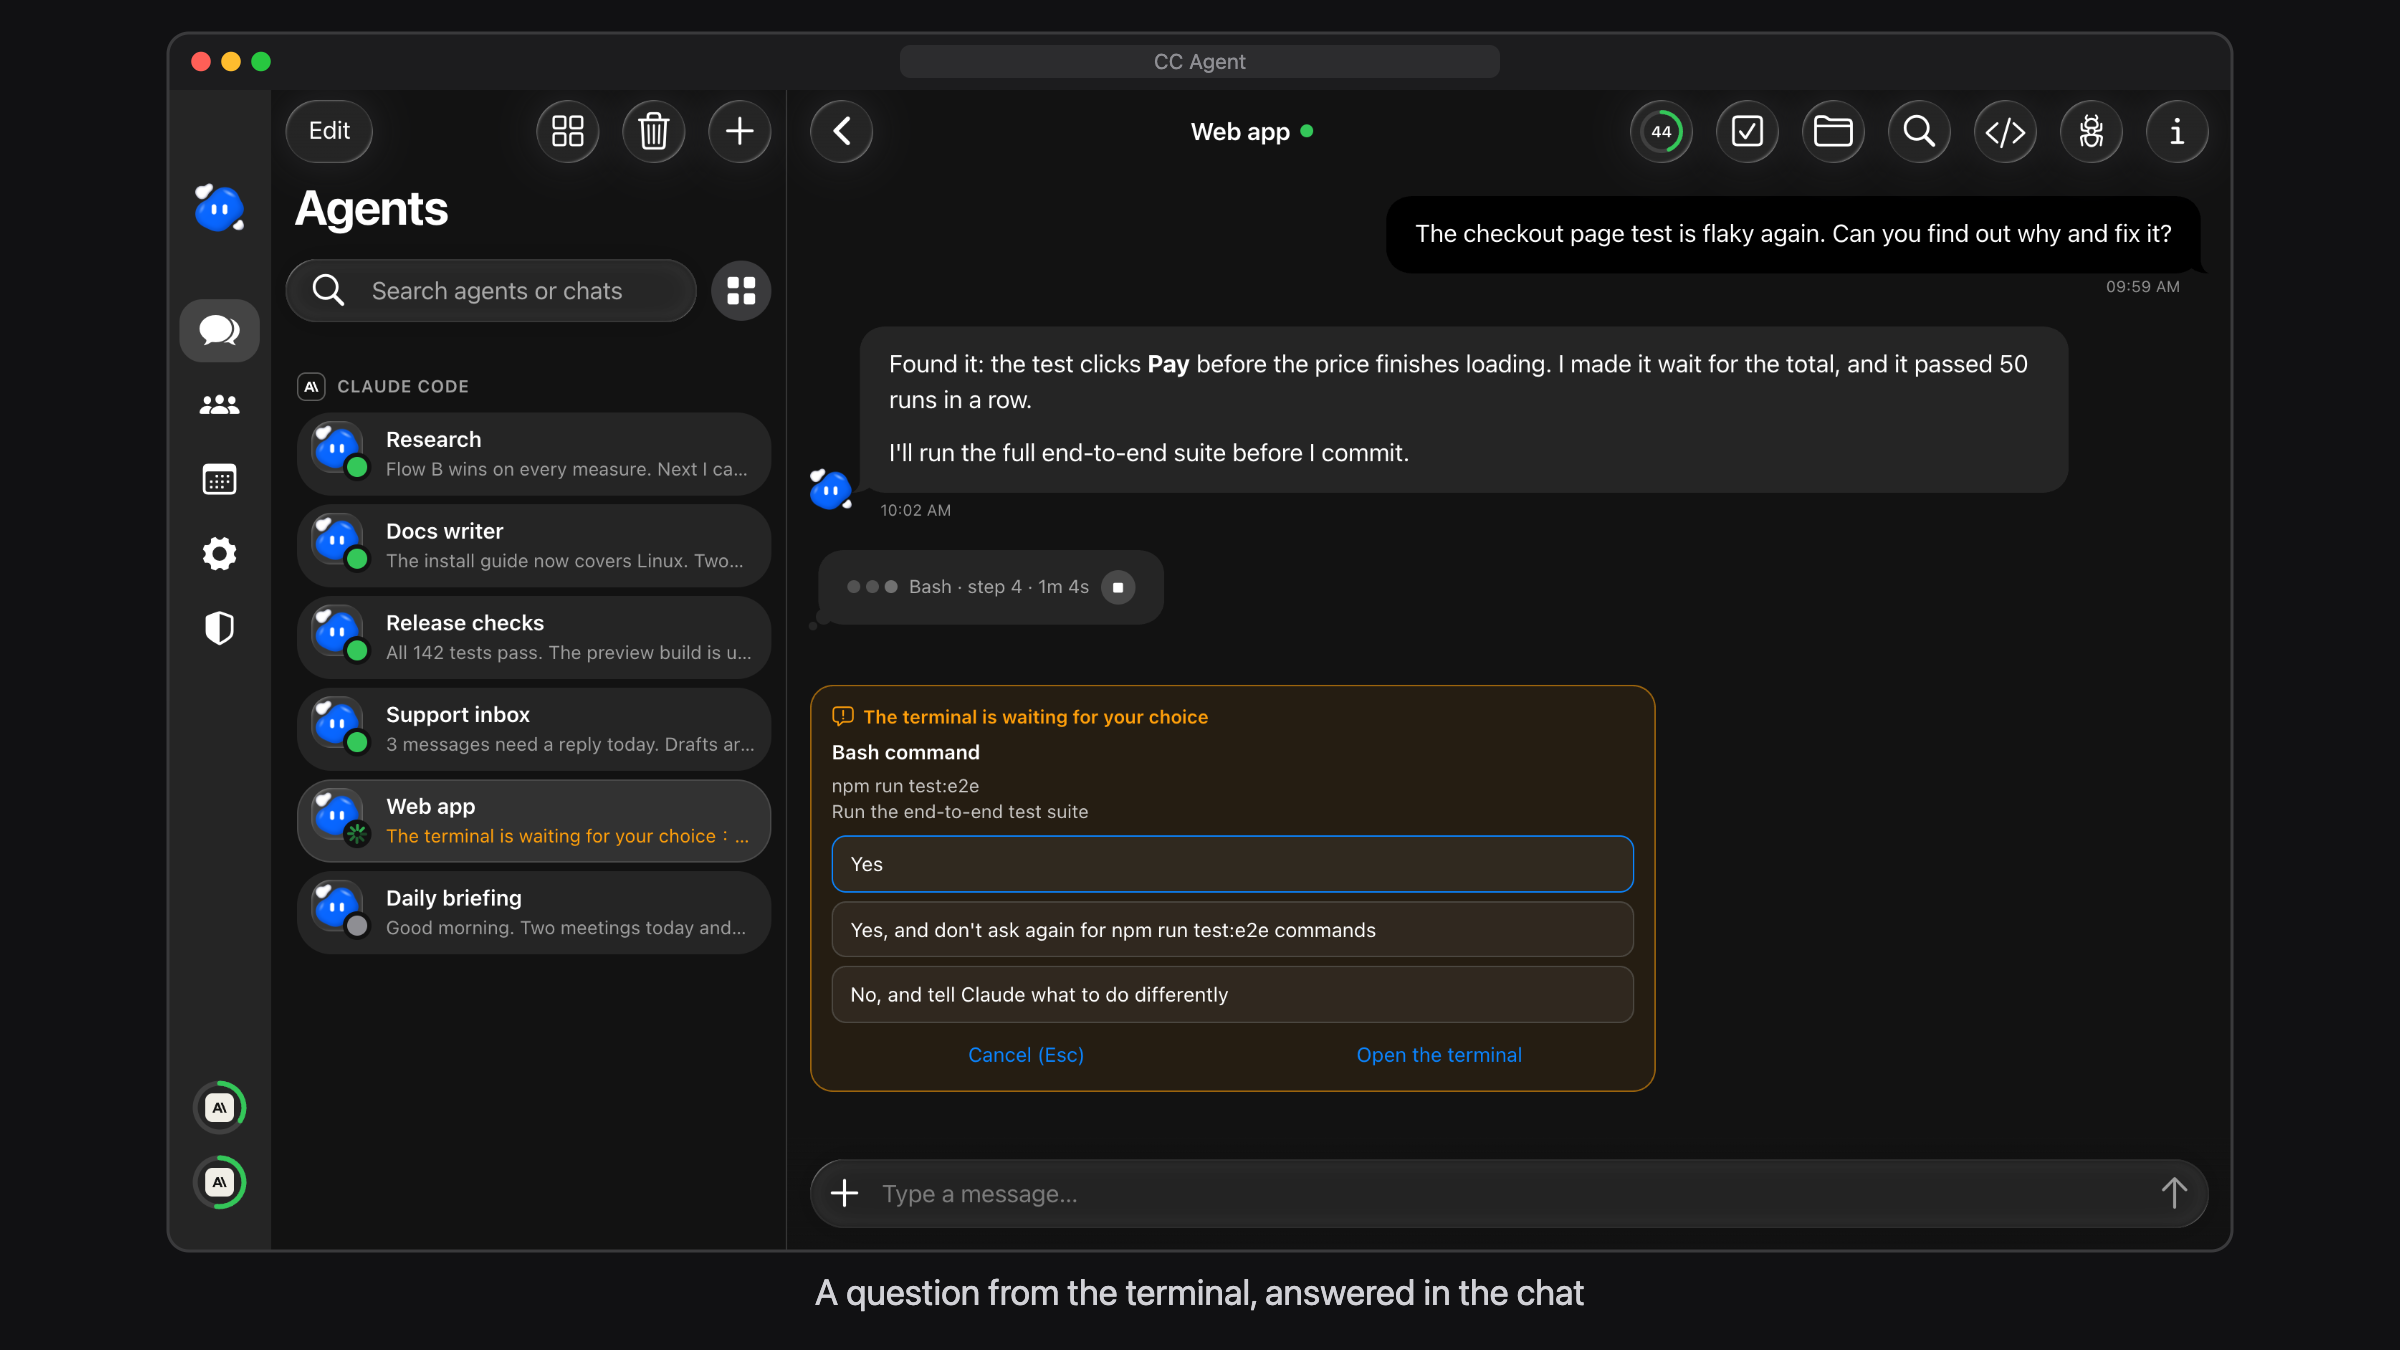 CC Agent
Edit
Agents
Search agents or chats
CLAUDE CODE
Research
Flow B wins on every measure. Next I ca...
Docs writer
The install guide now covers Linux. Two...
Release checks
All 142 tests pass. The preview build is u...
Support inbox
3 messages need a reply today. Drafts ar...
Web app
The terminal is waiting for your choice : ...
Daily briefing
Good morning. Two meetings today and...
Web app
44
The checkout page test is flaky again. Can you find out why and fix it?
09:59 AM
Found it: the test clicks Pay before the price finishes loading. I made it wait for the total, and it passed 50
runs in a row.
I'll run the full end-to-end suite before I commit.
10:02 AM
Bash · step 4 · 1m 4s
The terminal is waiting for your choice
Bash command
npm run test:e2e
Run the end-to-end test suite
Yes
Yes, and don't ask again for npm run test:e2e commands
No, and tell Claude what to do differently
Cancel (Esc)
Open the terminal
Type a message...
A question from the terminal, answered in the chat